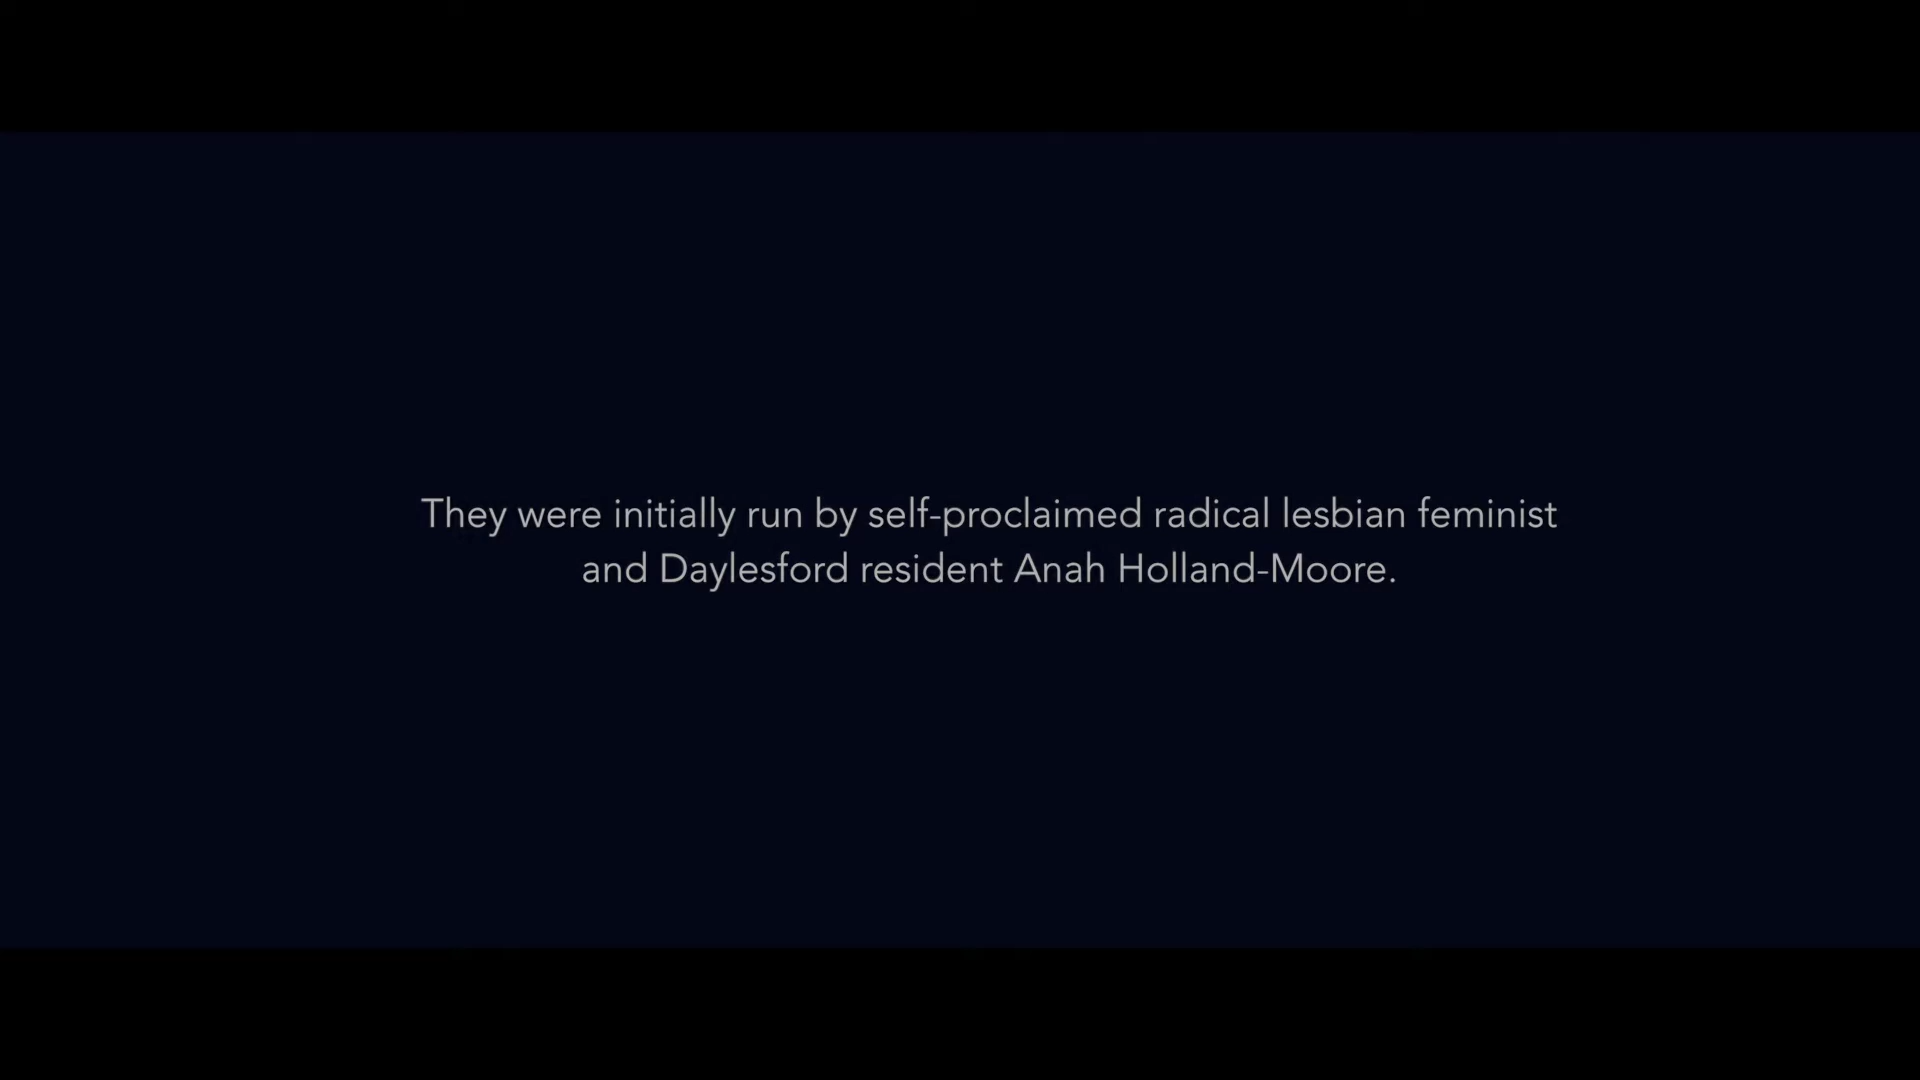 They were initially run by self-proclaimed radical lesbian feminist
and Daylesford resident Anah Holland-Moore.